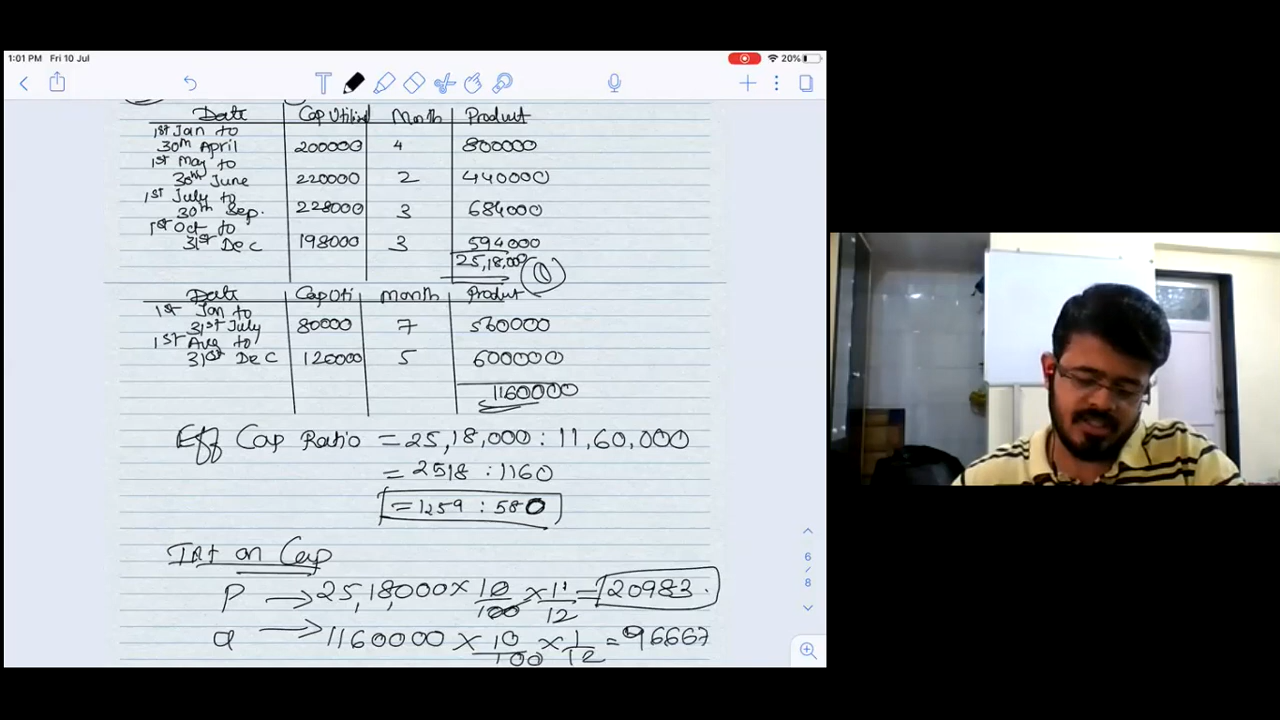 1:01 PM Fri 10 Jul 20%
Date Cap Utilised Month Product
1st Jan to
30th April 200000 4 800000
1st May to
30th June 220000 2 440000
1st July to
30th Sep. 228000 3 684000
1st Oct to
31st Dec 198000 3 594000
25,18,000 ①
Date Cap Uti Month Product
1st Jan to
31st July 80000 7 560000
1st Aug to
31st Dec 120000 5 600000
1160000
Eff Cap Ratio = 25,18,000 : 11,60,000
= 2518 : 1160
= 1259 : 580
Int on Cap
P → 25,18,000 × 10/100 × 1/12 = 20983.
Q → 1160000 × 10/100 × 1/12 = 96667
6
/
8